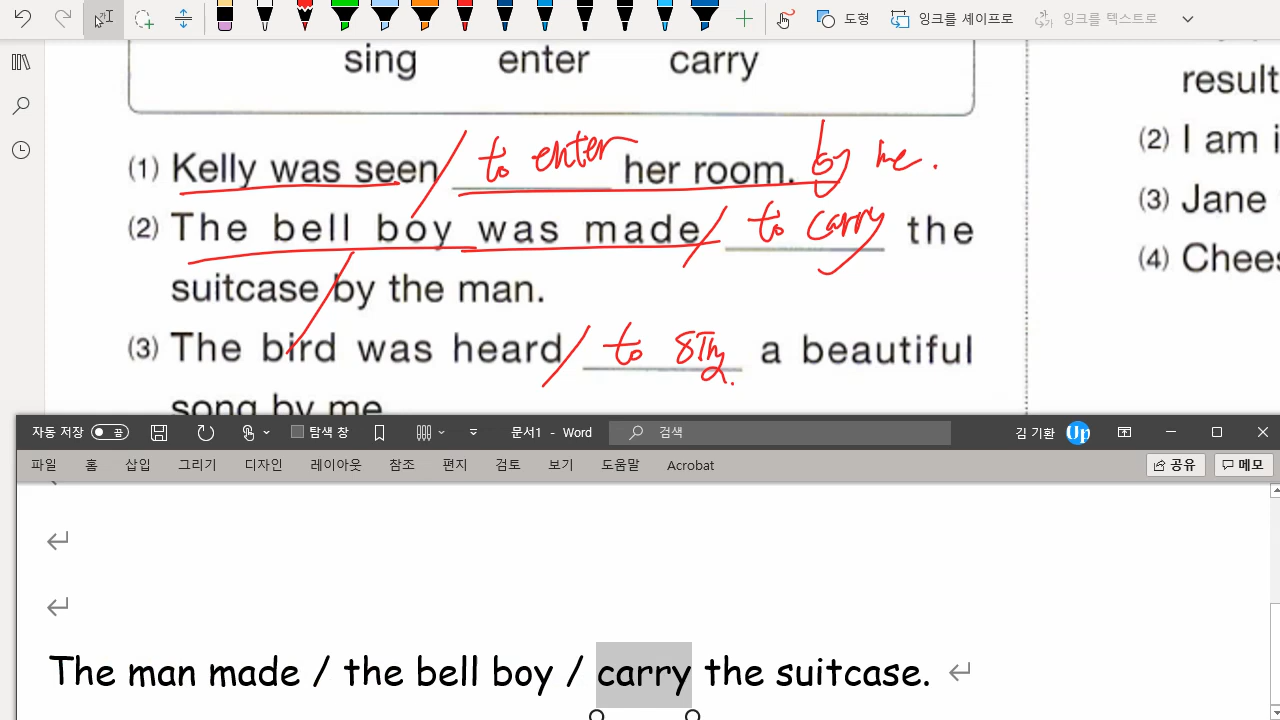 도형 잉크를 셰이프로 잉크를 텍스트로
sing enter carry
(1) Kelly was seen / to enter her room. by me.
(2) The bell boy was made / to carry the
suitcase by the man.
(3) The bird was heard / to sing a beautiful
song by me
result
(2) I am i
(3) Jane
(4) Chees
자동 저장 끔 탐색 창 문서1 - Word 검색 김 기환 Up
파일 홈 삽입 그리기 디자인 레이아웃 참조 편지 검토 보기 도움말 Acrobat 공유 메모
The man made / the bell boy / carry the suitcase.